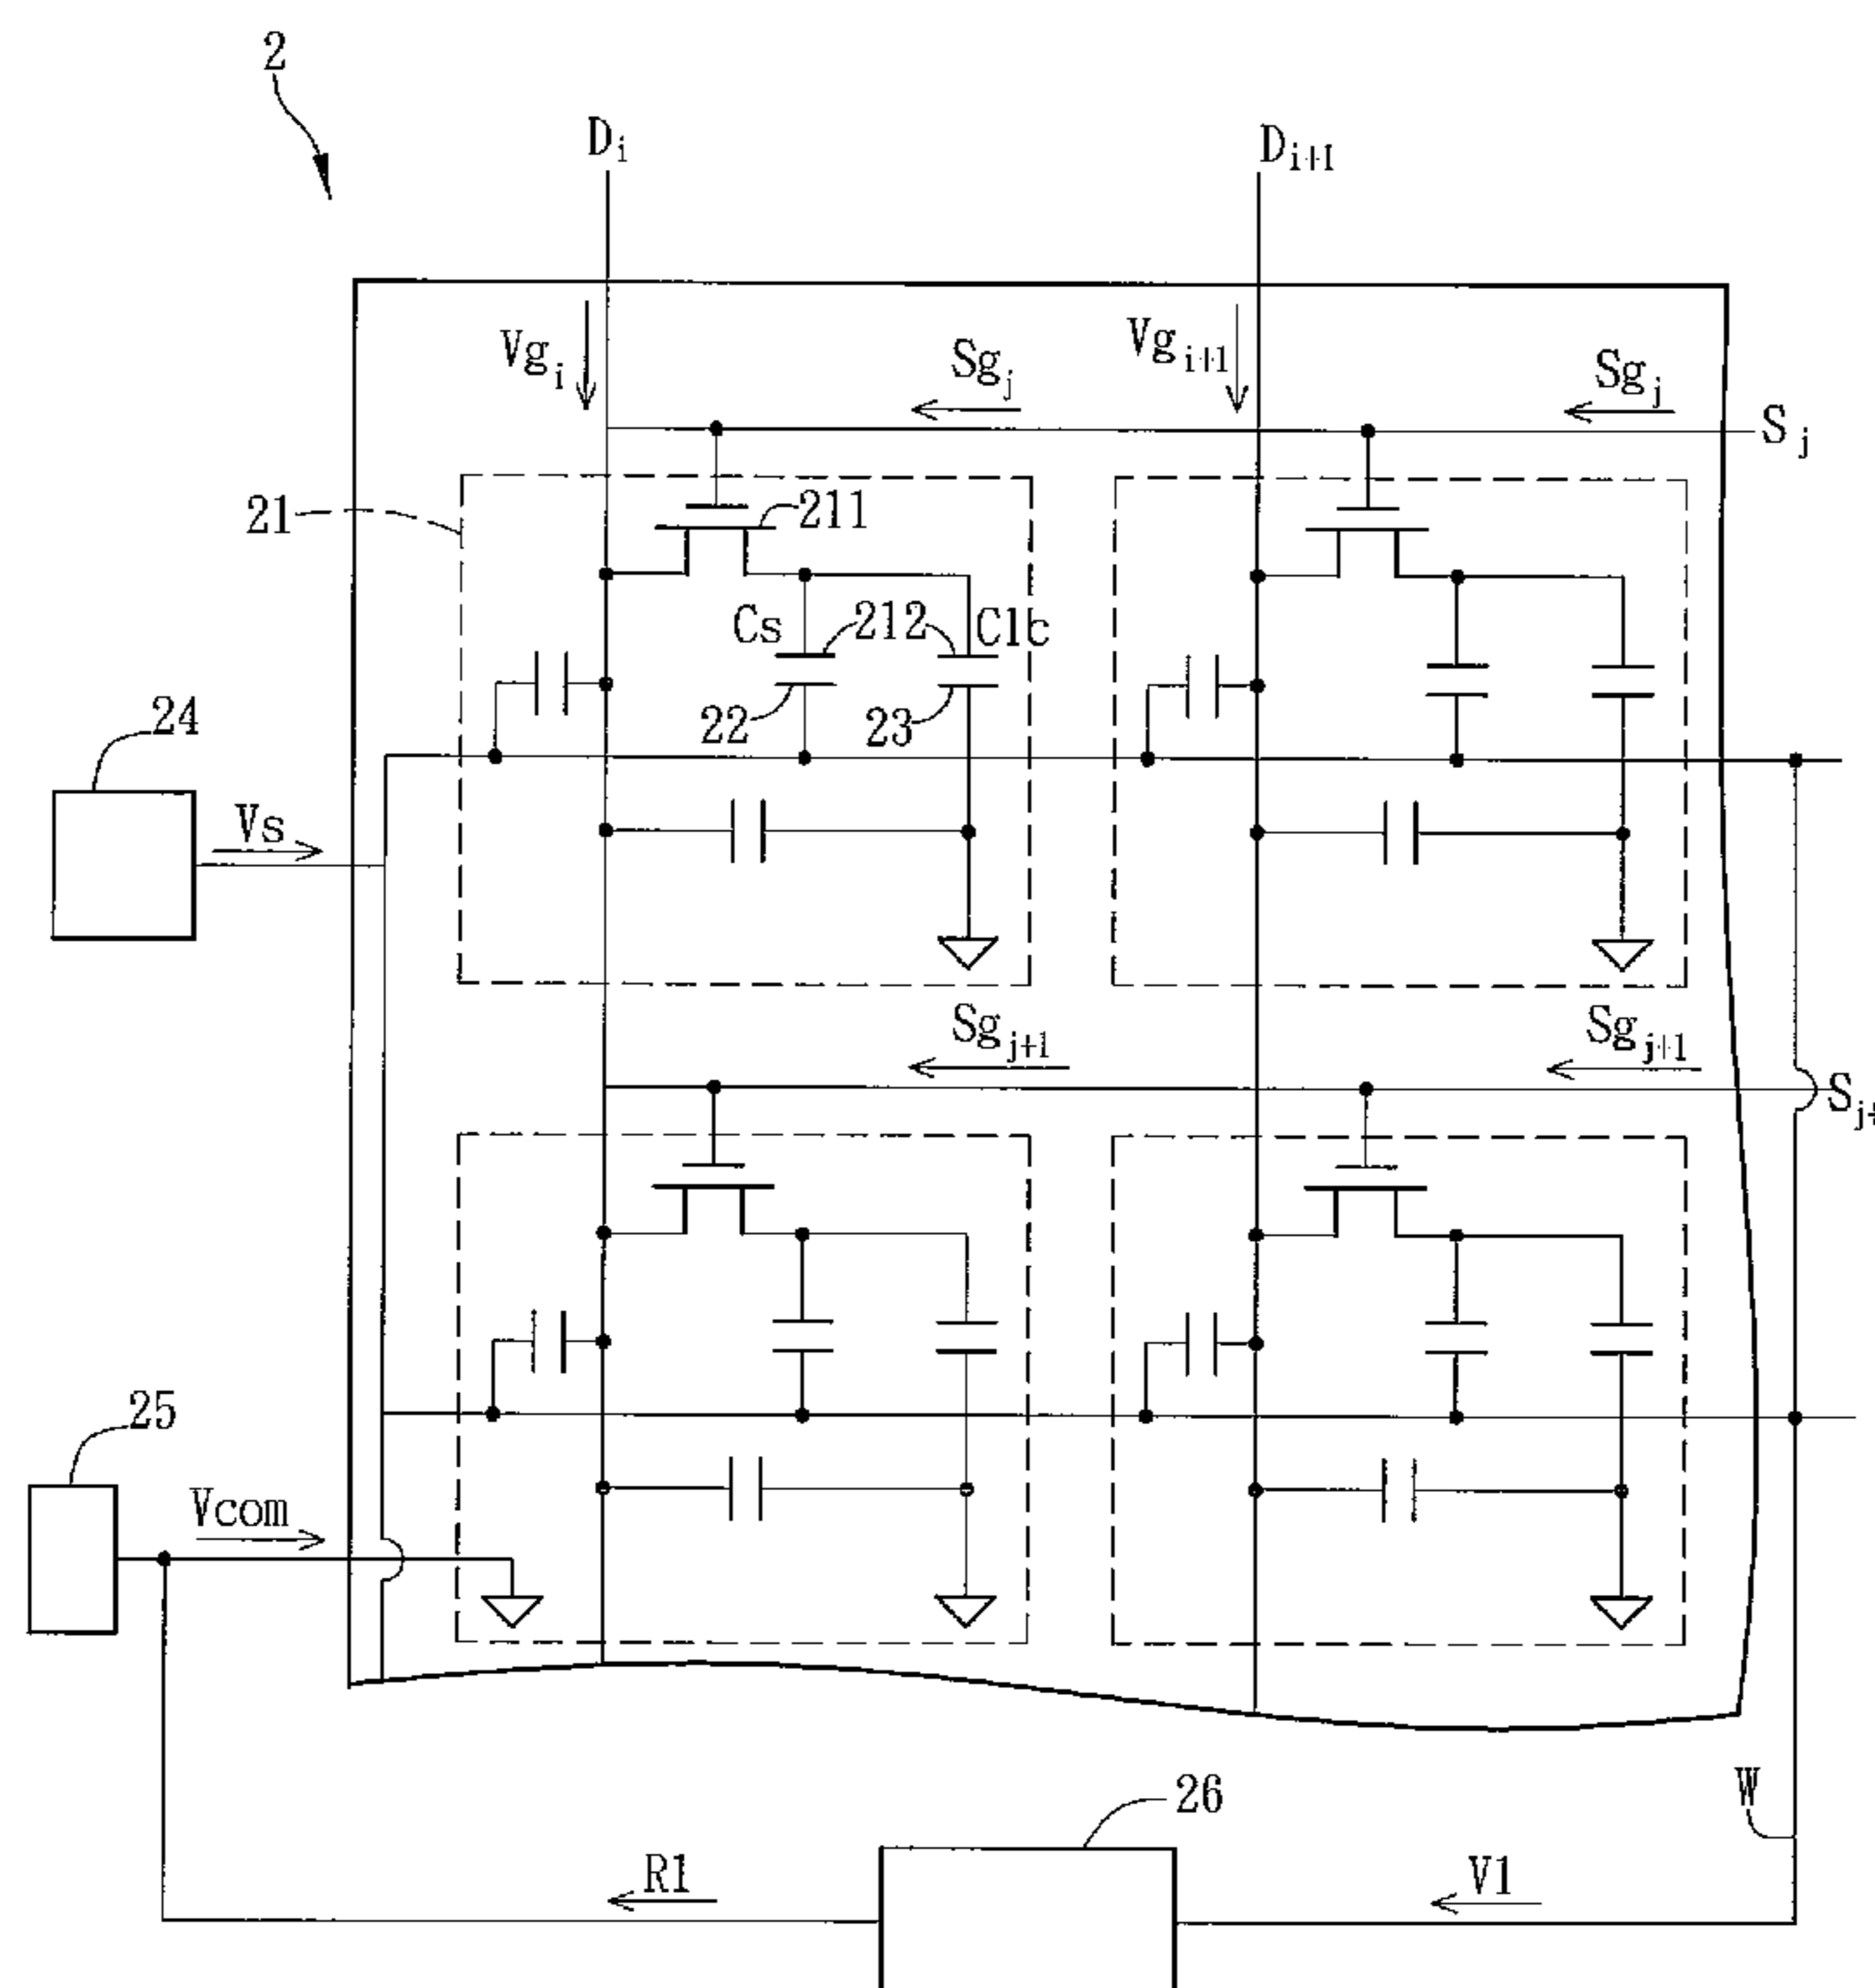 2
Di
Di+1
Vgi
Sgj
Vgi+1
Sgj
Sj
21
211
Cs
212
Clc
22
23
24
Vs
Sgj+1
Sgj+1
Sj+
25
Vcom
26
W
R1
V1